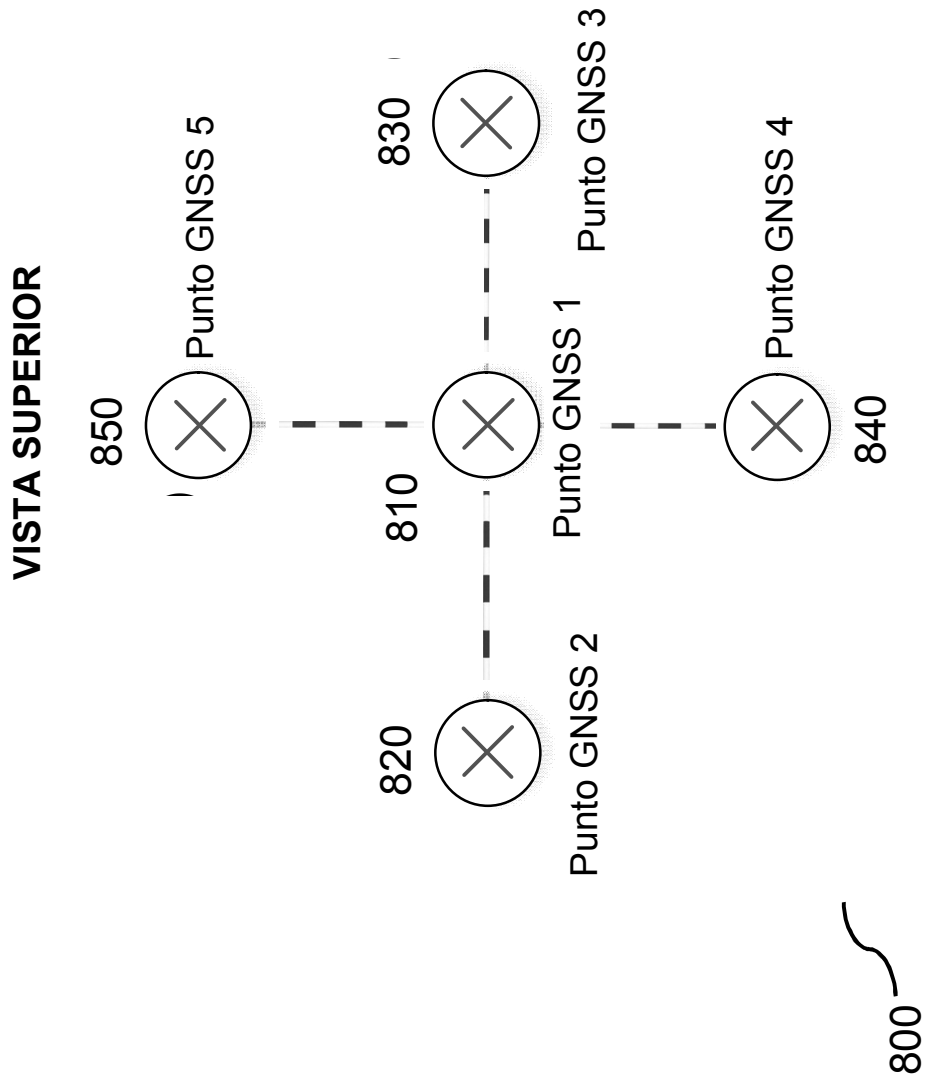 VISTA SUPERIOR
850
Punto GNSS 5
820
810
830
Punto GNSS 2
Punto GNSS 1
Punto GNSS 3
840
Punto GNSS 4
800